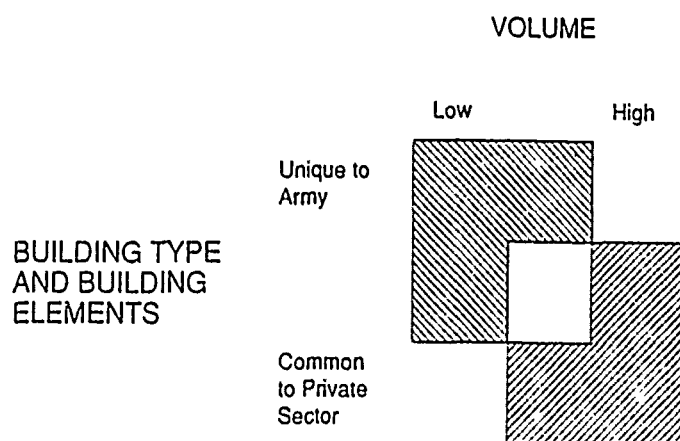 VOLUME
Low High
Unique to
Army
BUILDING TYPE
AND BUILDING
ELEMENTS
Common
to Private
Sector